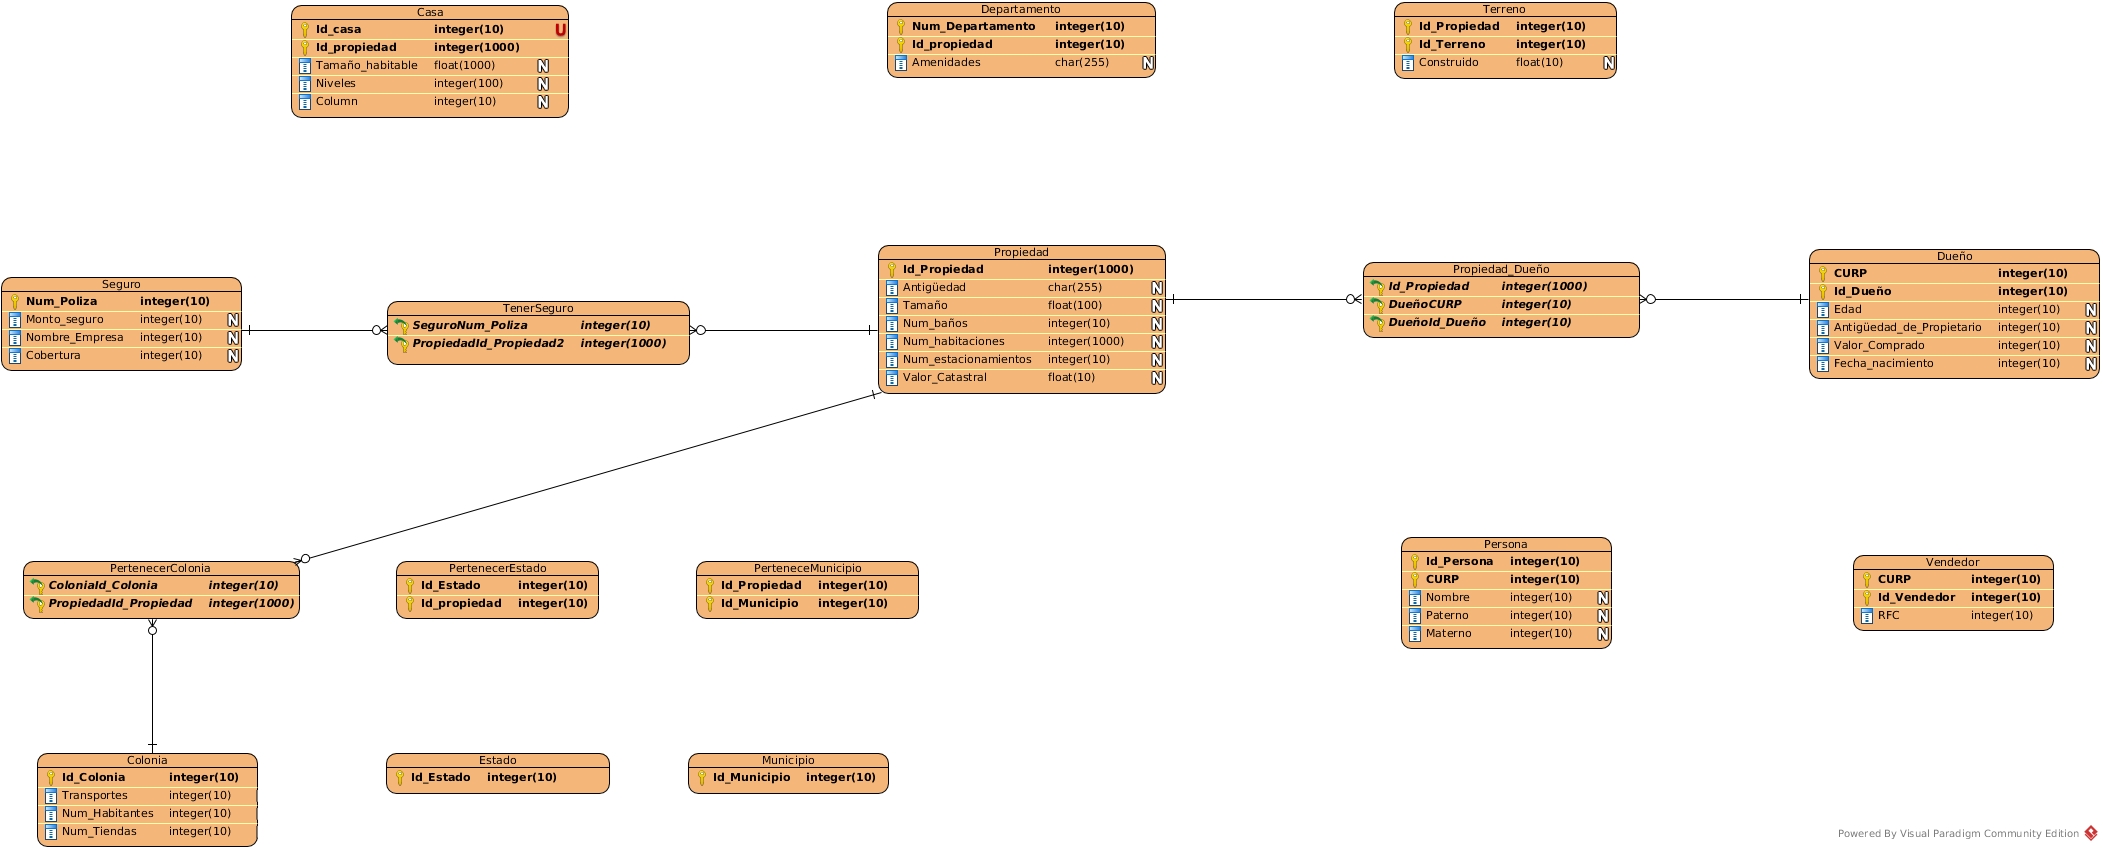 Casa
Id_casa integer(10) U
Id_propiedad integer(1000)
Tamaño_habitable float(1000) N
Niveles integer(100) N
Column integer(10) N
Departamento
Num_Departamento integer(10)
Id_propiedad integer(10)
Amenidades char(255) N
Terreno
Id_Propiedad integer(10)
Id_Terreno integer(10)
Construido float(10) N
Seguro
Num_Poliza integer(10)
Monto_seguro integer(10) N
Nombre_Empresa integer(10) N
Cobertura integer(10) N
TenerSeguro
SeguroNum_Poliza integer(10)
PropiedadId_Propiedad2 integer(1000)
Propiedad
Id_Propiedad integer(1000)
Antigüedad char(255) N
Tamaño float(100) N
Num_baños integer(10) N
Num_habitaciones integer(1000) N
Num_estacionamientos integer(10) N
Valor_Catastral float(10) N
Propiedad_Dueño
Id_Propiedad integer(1000)
DueñoCURP integer(10)
DueñoId_Dueño integer(10)
Dueño
CURP integer(10)
Id_Dueño integer(10)
Edad integer(10) N
Antigüedad_de_Propietario integer(10) N
Valor_Comprado integer(10) N
Fecha_nacimiento integer(10) N
PertenecerColonia
ColoniaId_Colonia integer(10)
PropiedadId_Propiedad integer(1000)
PertenecerEstado
Id_Estado integer(10)
Id_propiedad integer(10)
PerteneceMunicipio
Id_Propiedad integer(10)
Id_Municipio integer(10)
Persona
Id_Persona integer(10)
CURP integer(10)
Nombre integer(10) N
Paterno integer(10) N
Materno integer(10) N
Vendedor
CURP integer(10)
Id_Vendedor integer(10)
RFC integer(10)
Colonia
Id_Colonia integer(10)
Transportes integer(10)
Num_Habitantes integer(10)
Num_Tiendas integer(10)
Estado
Id_Estado integer(10)
Municipio
Id_Municipio integer(10)
Powered By Visual Paradigm Community Edition